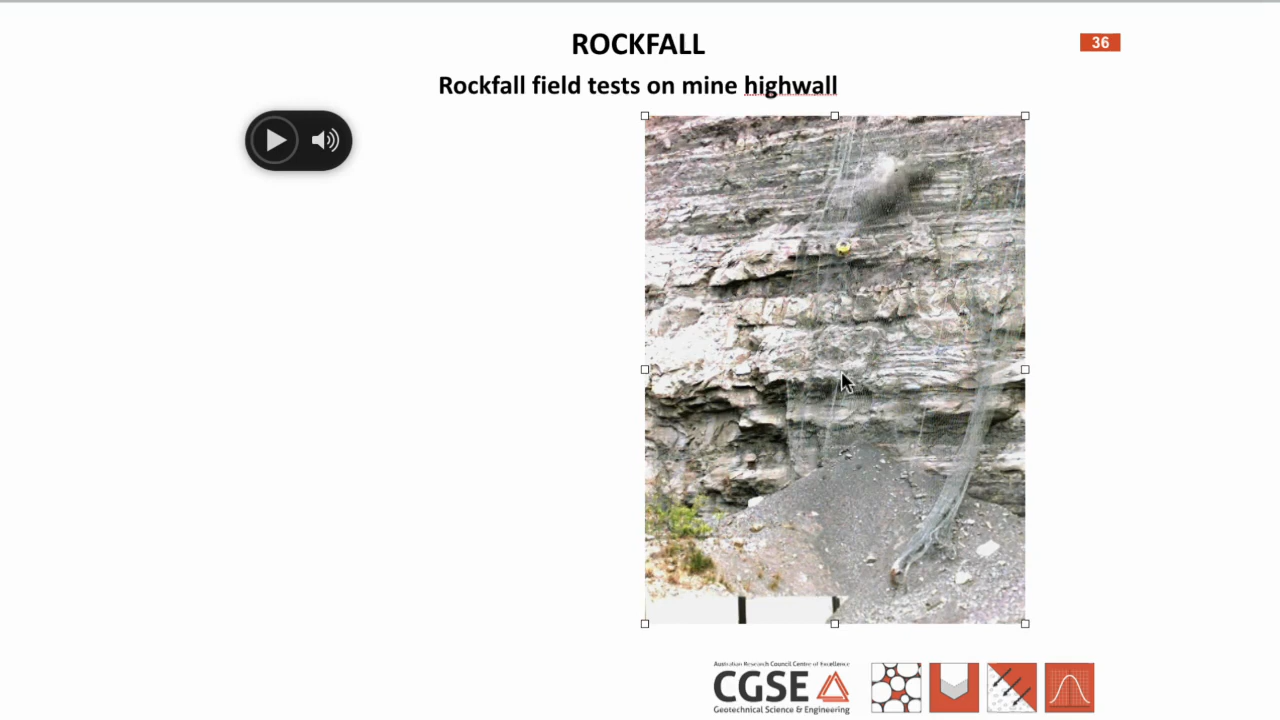 ROCKFALL
36
Rockfall field tests on mine highwall
Australian Research Council Centre of Excellence
CGSE
Geotechnical Science & Engineering